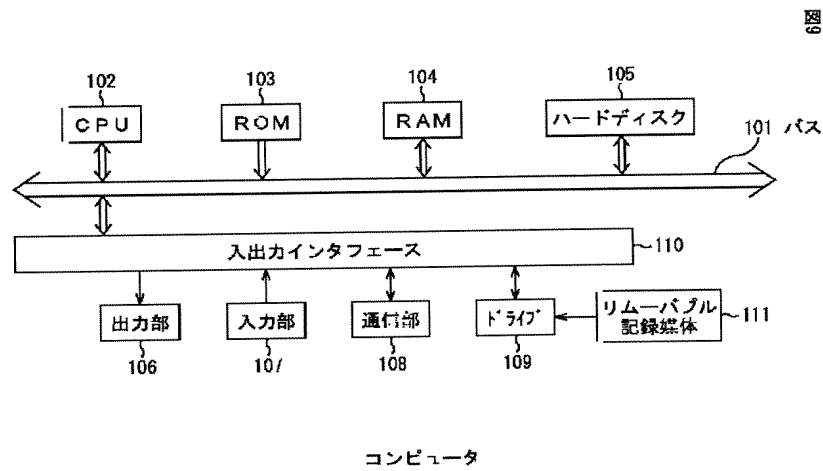 図9
102
103
104
105
CPU
ROM
RAM
ハードディスク
101 バス
入出力インタフェース
110
出力部
入力部
通信部
ドライブ
リムーバブル
記録媒体
111
106
107
108
109
コンピュータ